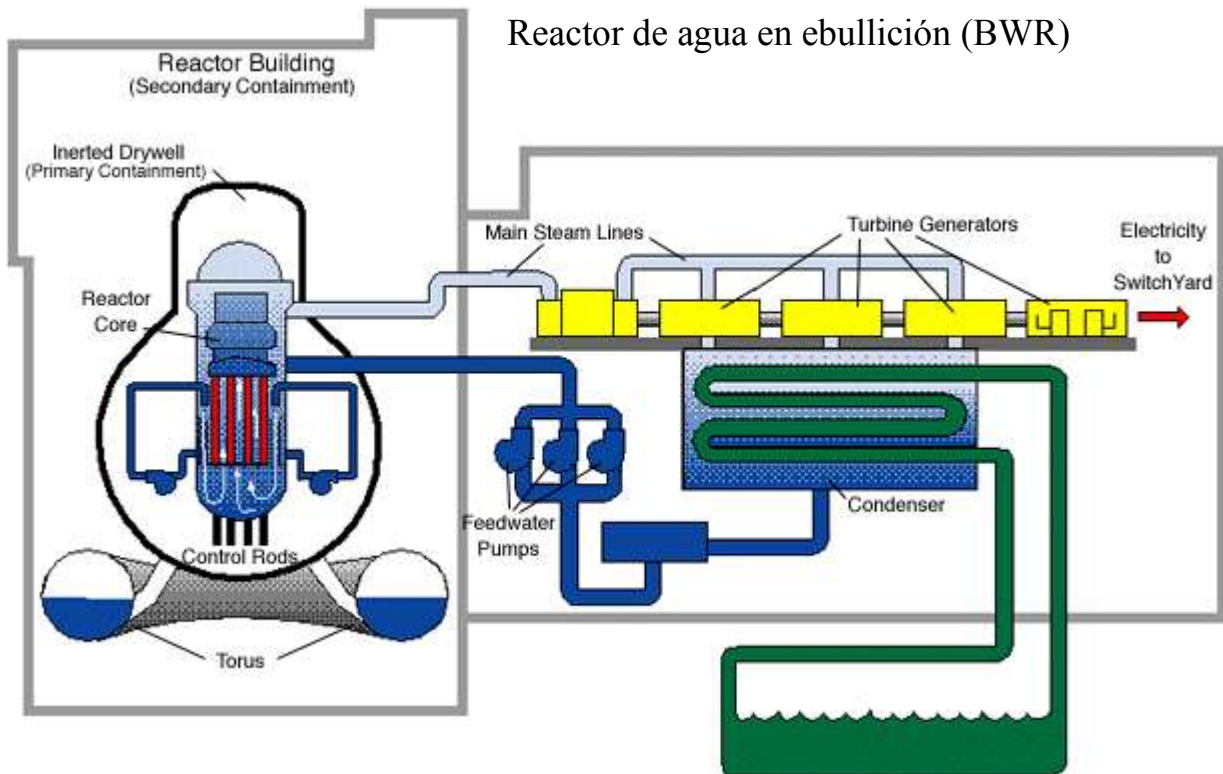 Reactor de agua en ebullición (BWR)
Reactor Building
(Secondary Containment)
Inerted Drywell
(Primary Containment)
Main Steam Lines
Turbine Generators
Electricity
to
SwitchYard
Reactor
Core
Condenser
Feedwater
Pumps
Control Rods
Torus